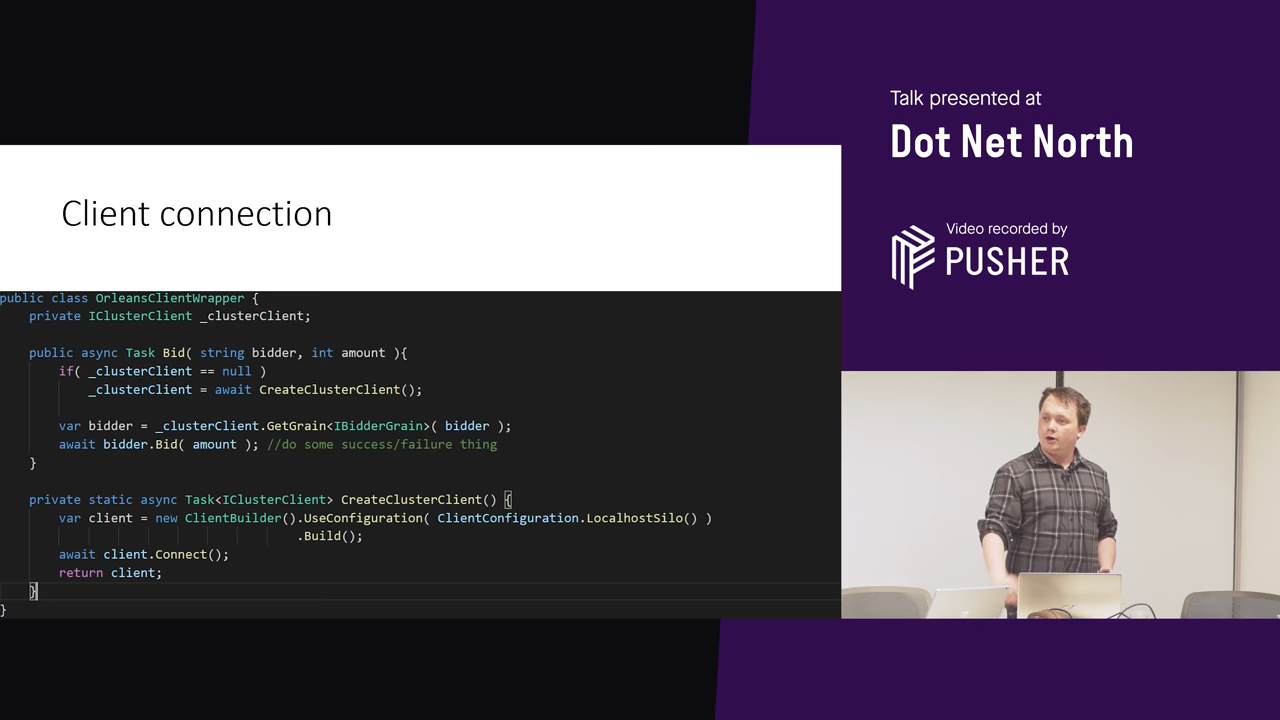 Talk presented at
Dot Net North
Video recorded by
PUSHER
Client connection
public class OrleansClientWrapper {
    private IClusterClient _clusterClient;
    public async Task Bid( string bidder, int amount ){
        if( _clusterClient == null )
            _clusterClient = await CreateClusterClient();
        var bidder = _clusterClient.GetGrain<IBidderGrain>( bidder );
        await bidder.Bid( amount ); //do some success/failure thing
    }
    private static async Task<IClusterClient> CreateClusterClient() {
        var client = new ClientBuilder().UseConfiguration( ClientConfiguration.LocalhostSilo() )
                                        .Build();
        await client.Connect();
        return client;
    }
}